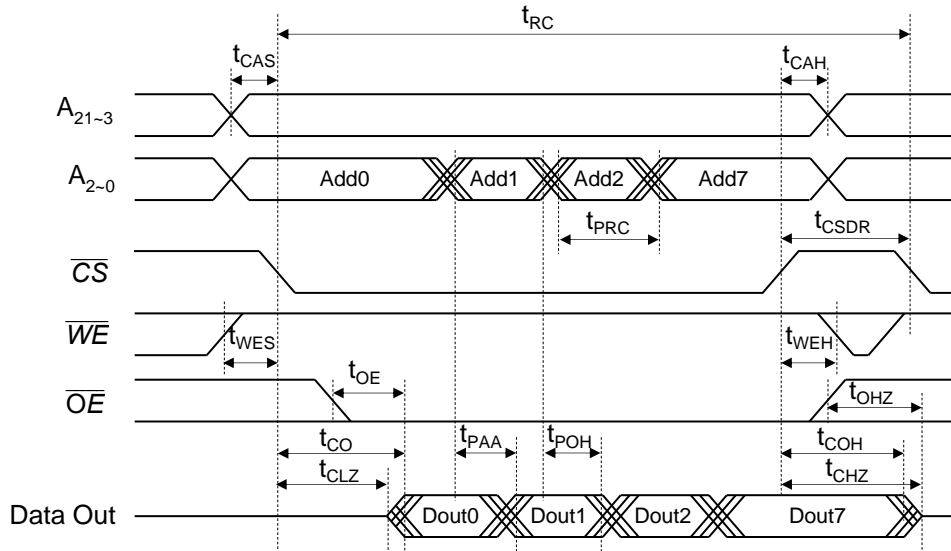 tRC
tCAS
tCAH
A21~3
A2~0
Add0 Add1 Add2 Add7
tPRC
tCSDR
CS
WE
tWES
tWEH
tOE
OE
tOHZ
tCO
tPAA
tPOH
tCOH
tCLZ
tCHZ
Data Out
Dout0 Dout1 Dout2 Dout7